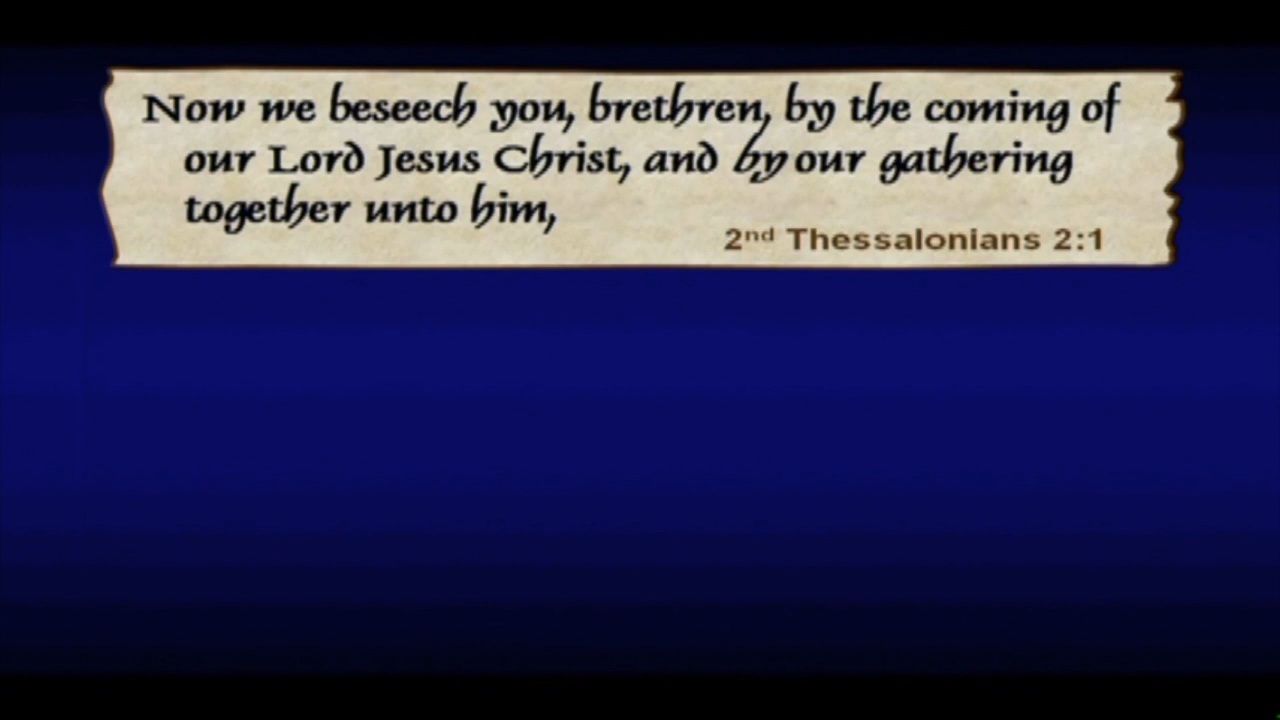 Now we beseech you, brethren, by the coming of
our Lord Jesus Christ, and by our gathering
together unto him,
2nd Thessalonians 2:1